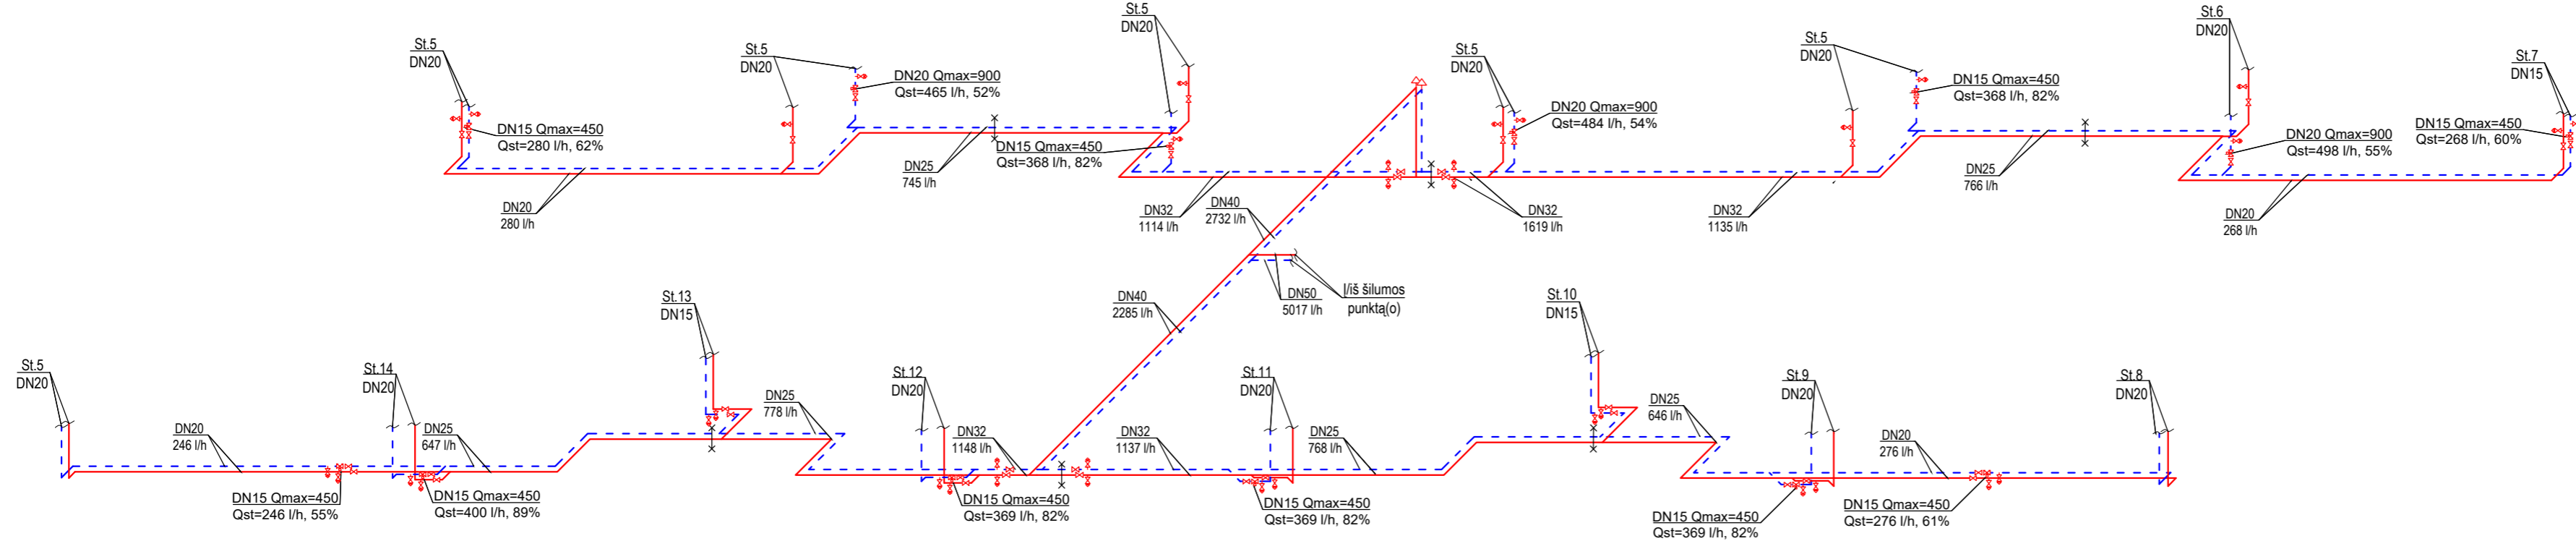 St.5
DN20
DN15 Qmax=450
Qst=280 l/h, 62%
DN20
280 l/h
St.5
DN20
DN20 Qmax=900
Qst=465 l/h, 52%
DN25
745 l/h
St.5
DN20
DN15 Qmax=450
Qst=368 l/h, 82%
DN32
1114 l/h
DN40
2732 l/h
St.5
DN20
DN20 Qmax=900
Qst=484 l/h, 54%
DN32
1619 l/h
DN32
1135 l/h
St.5
DN20
DN15 Qmax=450
Qst=368 l/h, 82%
DN25
766 l/h
St.6
DN20
DN20 Qmax=900
Qst=498 l/h, 55%
DN20
268 l/h
St.7
DN15
DN15 Qmax=450
Qst=268 l/h, 60%
DN50
5017 l/h
Į/iš šilumos
punktą(o)
DN40
2285 l/h
St.5
DN20
DN20
246 l/h
DN15 Qmax=450
Qst=246 l/h, 55%
St.14
DN20
DN25
647 l/h
DN15 Qmax=450
Qst=400 l/h, 89%
St.13
DN15
DN25
778 l/h
St.12
DN20
DN32
1148 l/h
DN15 Qmax=450
Qst=369 l/h, 82%
DN32
1137 l/h
St.11
DN20
DN25
768 l/h
DN15 Qmax=450
Qst=369 l/h, 82%
St.10
DN15
DN25
646 l/h
St.9
DN20
DN15 Qmax=450
Qst=369 l/h, 82%
DN20
276 l/h
DN15 Qmax=450
Qst=276 l/h, 61%
St.8
DN20